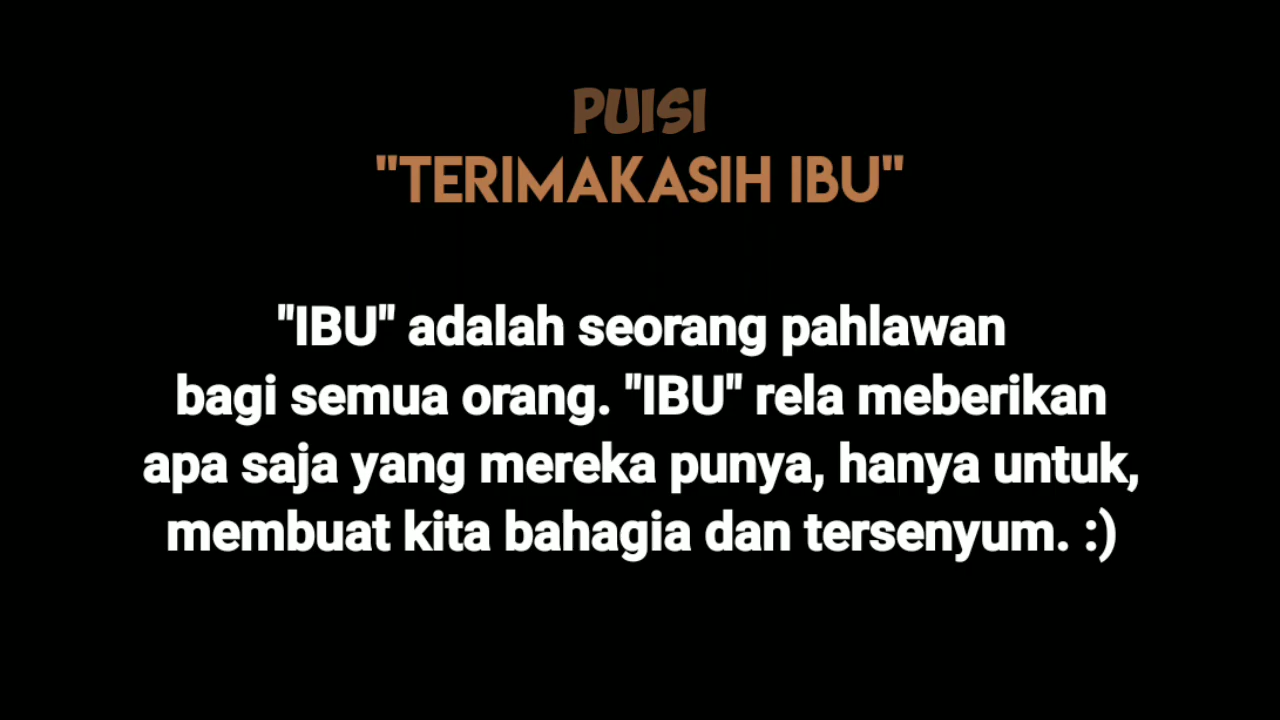 PUISI
"TERIMAKASIH IBU"
"IBU" adalah seorang pahlawan
bagi semua orang. "IBU" rela meberikan
apa saja yang mereka punya, hanya untuk,
membuat kita bahagia dan tersenyum. :)